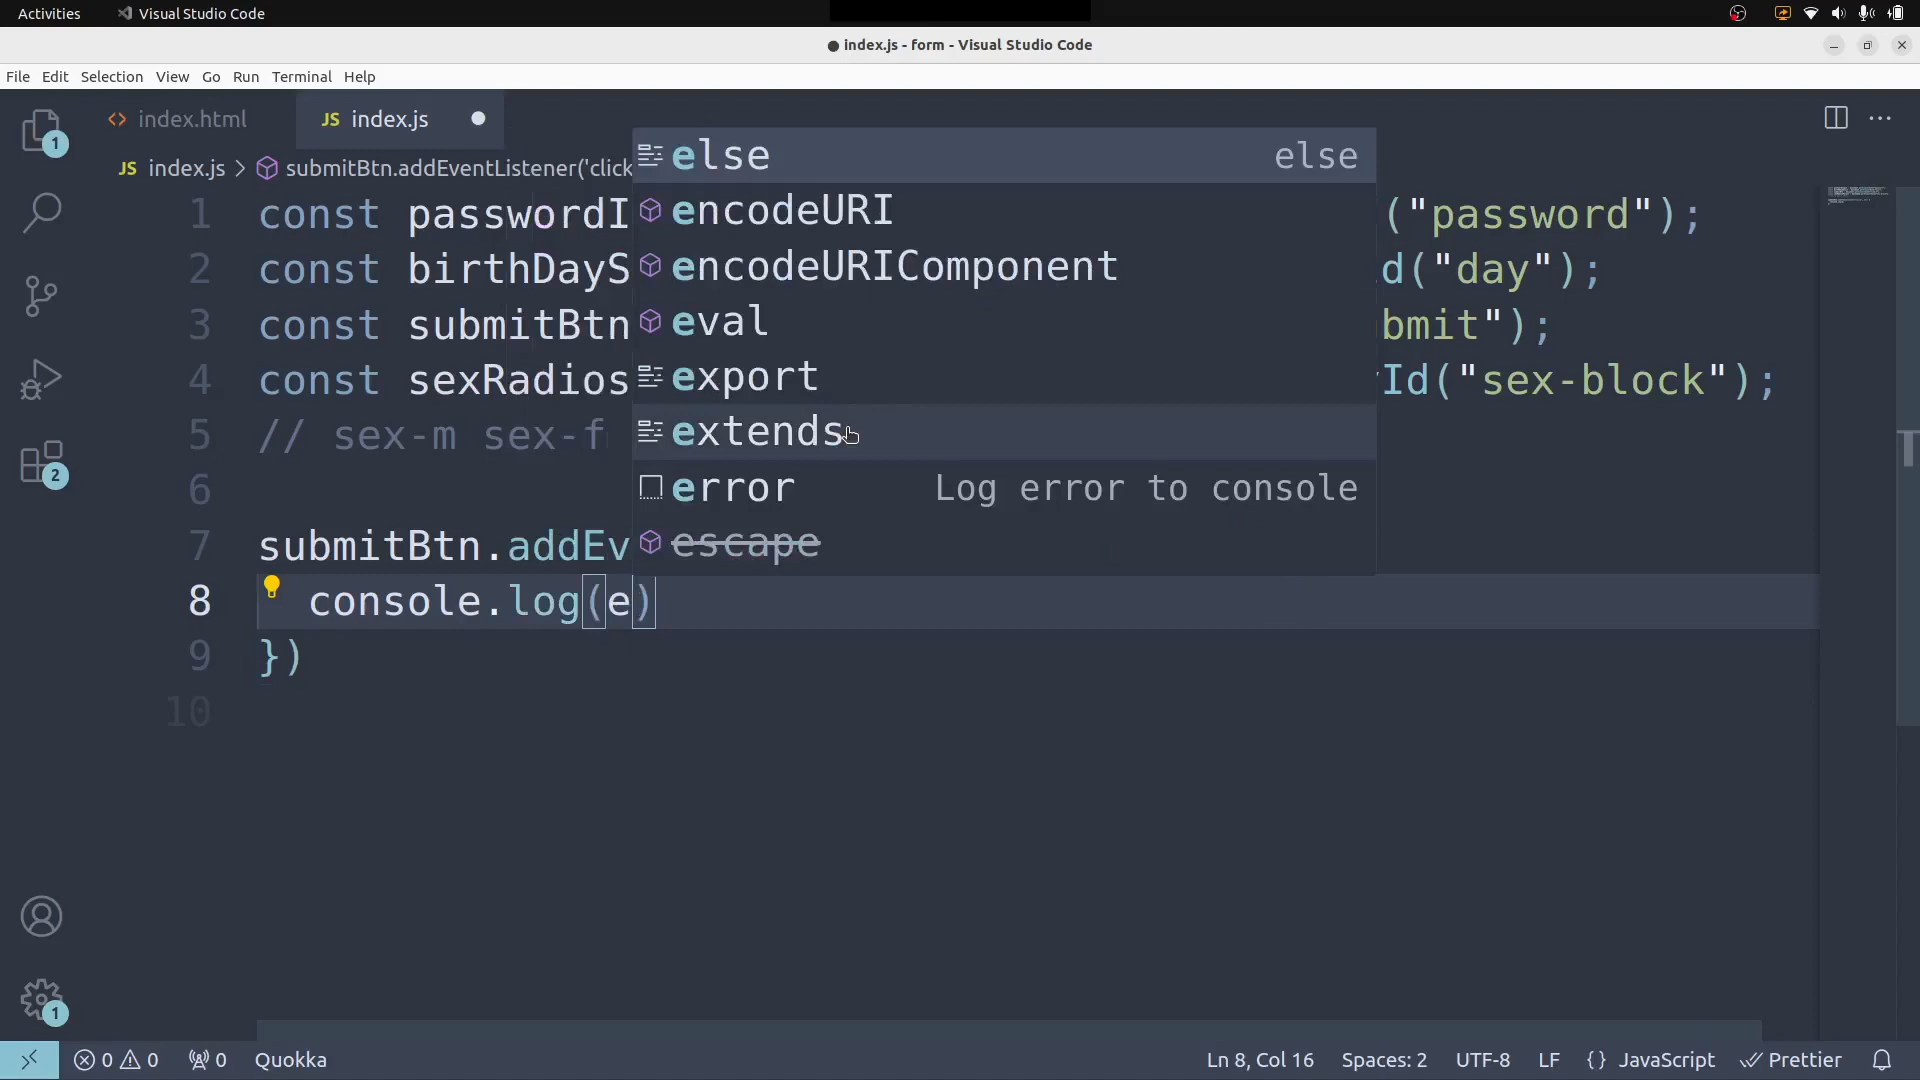 Activities Visual Studio Code
index.js - form - Visual Studio Code
File Edit Selection View Go Run Terminal Help
1
<> index.html JS index.js
JS index.js > submitBtn.addEventListener('click
else else
encodeURI
encodeURIComponent
eval
export
extends
error Log error to console
escape
1 const passwordI ("password");
2 const birthDayS d("day");
3 const submitBtn bmit");
4 const sexRadios Id("sex-block");
5 // sex-m sex-f
6
7 submitBtn.addEv
8 console.log(e)
9 })
10
2
1
0 0 0 Quokka Ln 8, Col 16 Spaces: 2 UTF-8 LF {} JavaScript Prettier